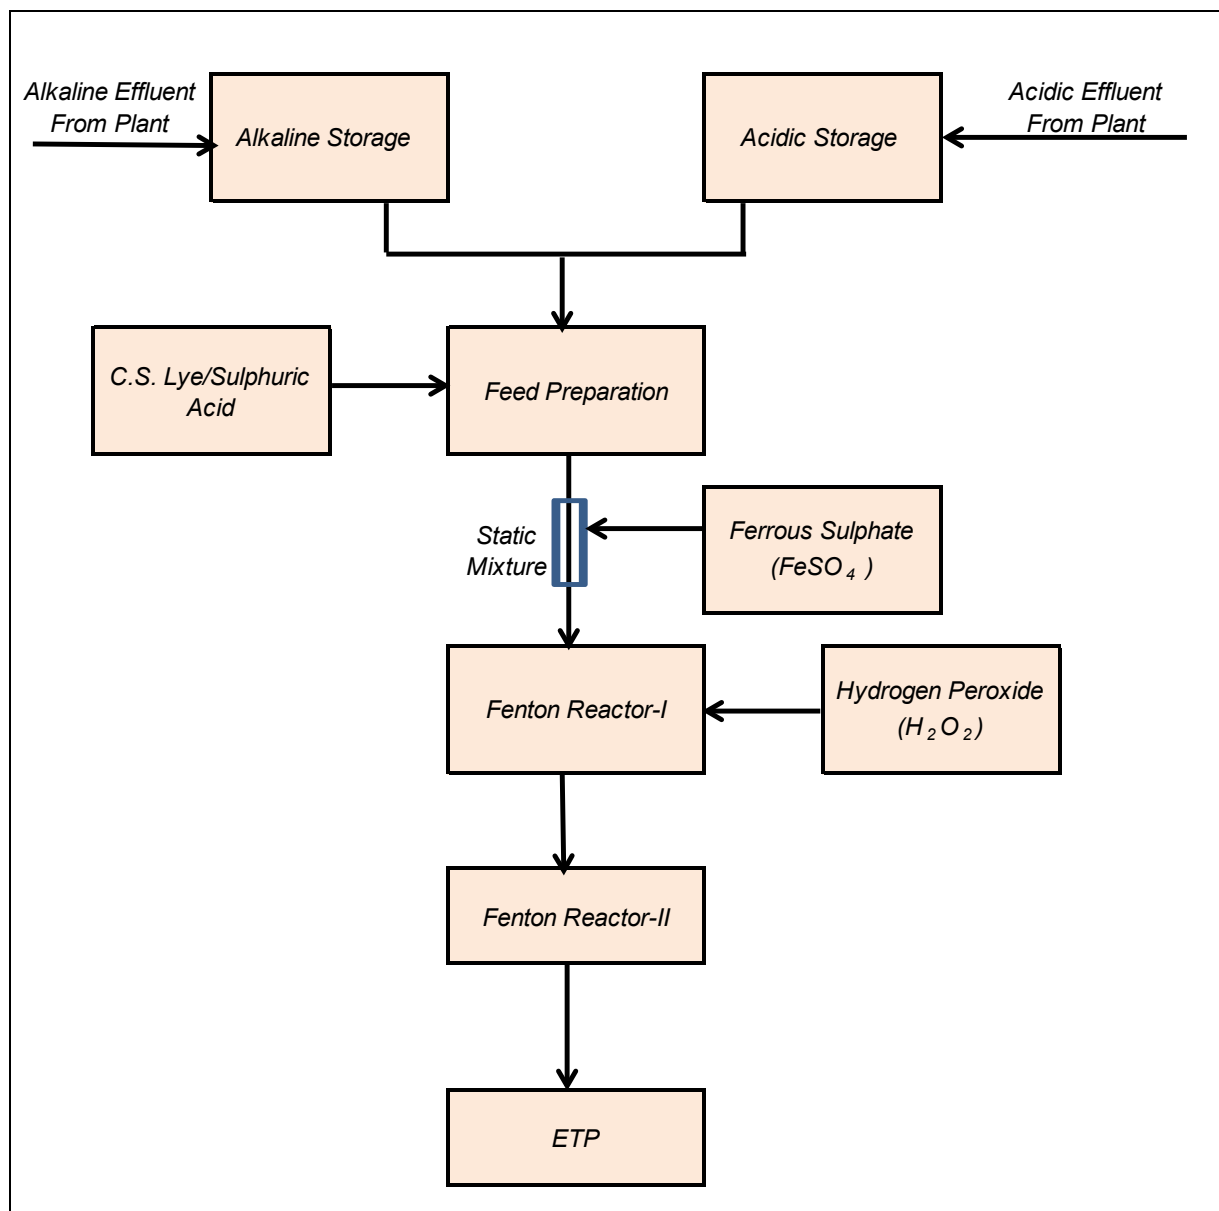 Alkaline Effluent
From Plant
Alkaline Storage
Acidic Storage
Acidic Effluent
From Plant
C.S. Lye/Sulphuric
Acid
Feed Preparation
Static
Mixture
Ferrous Sulphate
(FeSO₄ )
Fenton Reactor-I
Hydrogen Peroxide
(H₂O₂)
Fenton Reactor-II
ETP